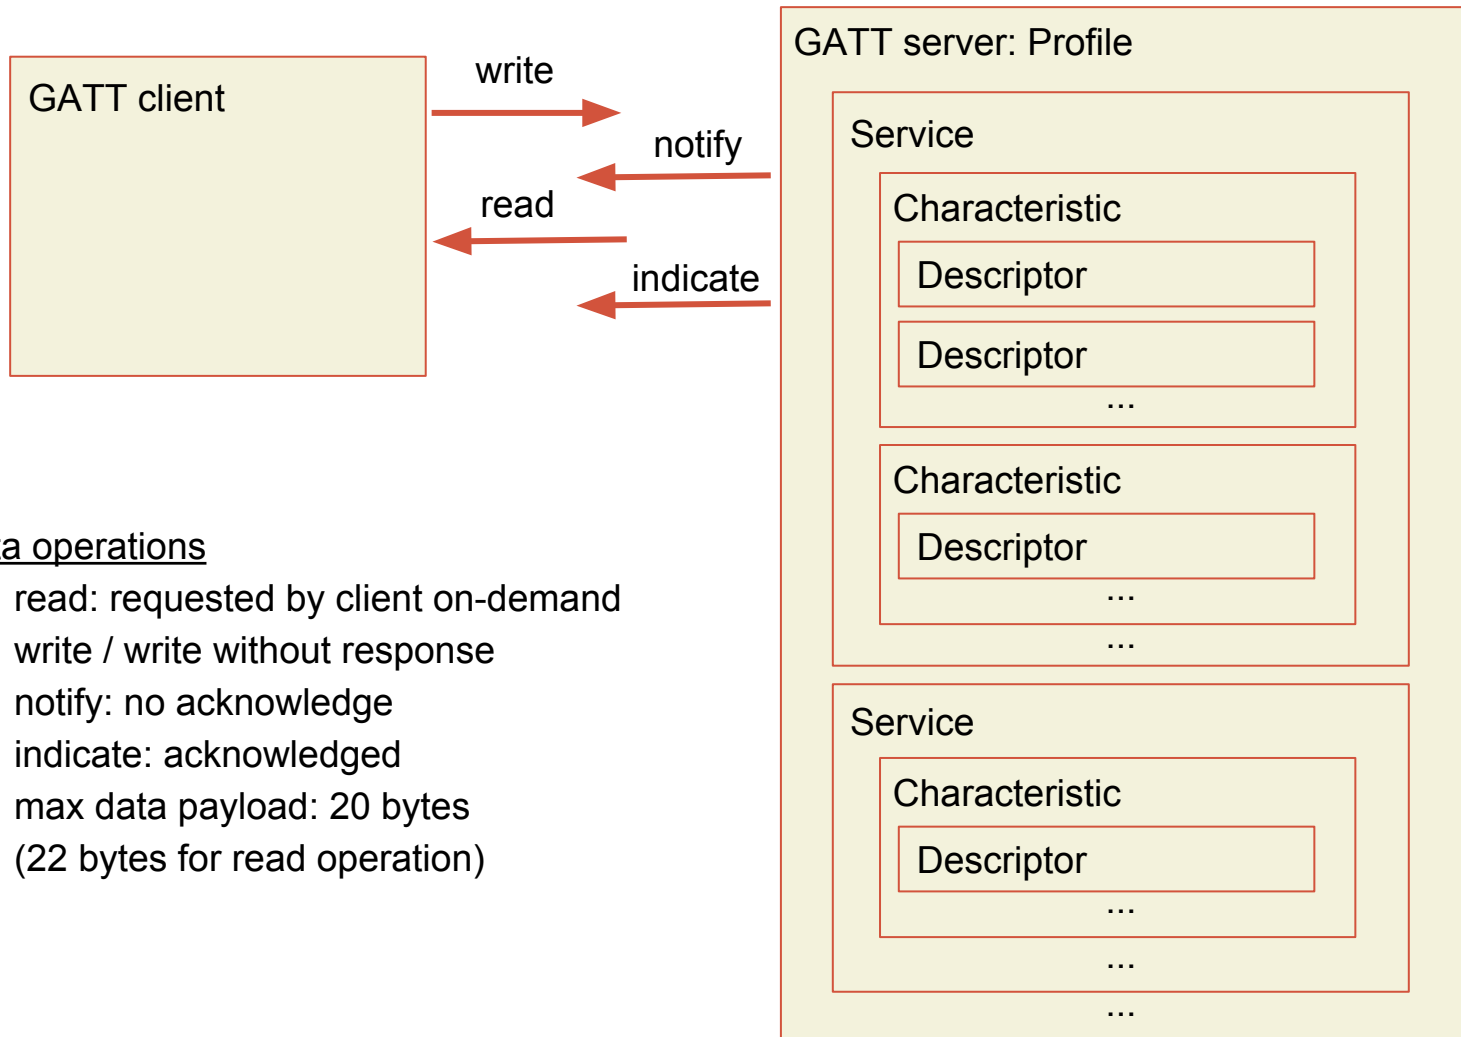 GATT client
write
notify
read
indicate
ta operations
read: requested by client on-demand
write / write without response
notify: no acknowledge
indicate: acknowledged
max data payload: 20 bytes
(22 bytes for read operation)
GATT server: Profile
Service
Characteristic
Descriptor
Descriptor
...
Characteristic
Descriptor
...
...
Service
Characteristic
Descriptor
...
...
...